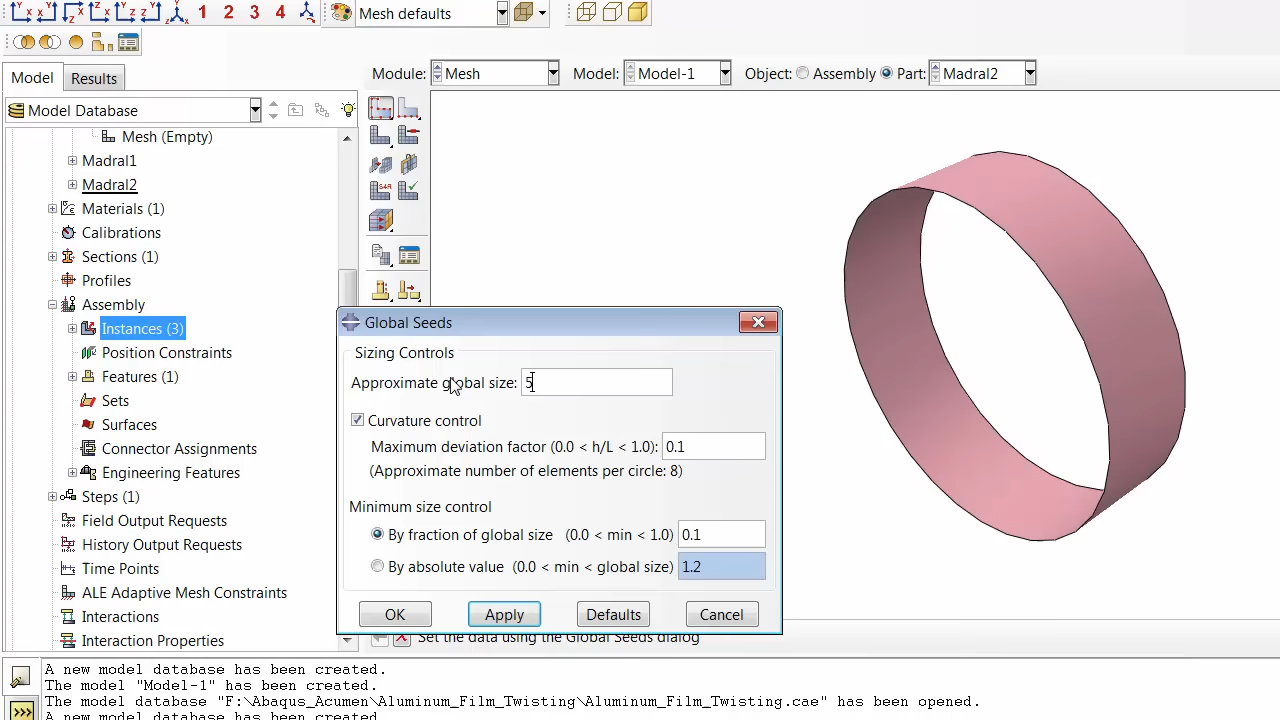 1 2 3 4 Mesh defaults
Model Results
Module: Mesh Model: Model-1 Object: Assembly Part: Madral2
Model Database
Mesh (Empty)
Madral1
Madral2
Materials (1)
Calibrations
Sections (1)
Profiles
Assembly
Instances (3)
Position Constraints
Features (1)
Sets
Surfaces
Connector Assignments
Engineering Features
Steps (1)
Field Output Requests
History Output Requests
Time Points
ALE Adaptive Mesh Constraints
Interactions
Interaction Properties
Global Seeds
Sizing Controls
Approximate global size: 5
Curvature control
Maximum deviation factor (0.0 < h/L < 1.0): 0.1
(Approximate number of elements per circle: 8)
Minimum size control
By fraction of global size (0.0 < min < 1.0) 0.1
By absolute value (0.0 < min < global size) 1.2
OK Apply Defaults Cancel
Set the data using the Global Seeds dialog
A new model database has been created.
The model "Model-1" has been created.
The model database "F:\Abaqus_Acumen\Aluminum_Film_Twisting\Aluminum_Film_Twisting.cae" has been opened.
A new model database has been created.